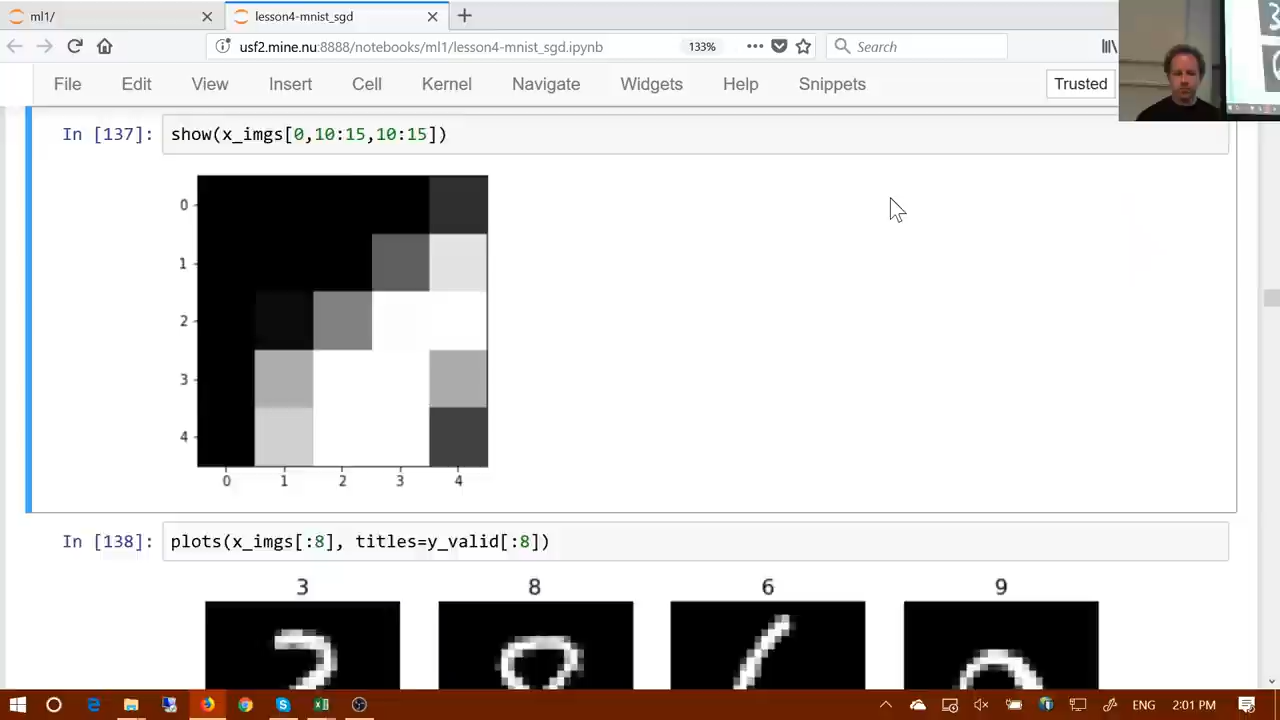 ml1/
lesson4-mnist_sgd
usf2.mine.nu:8888/notebooks/ml1/lesson4-mnist_sgd.ipynb
133%
Search
File Edit View Insert Cell Kernel Navigate Widgets Help Snippets
Trusted
In [137]: show(x_imgs[0,10:15,10:15])
0
1
2
3
4
0 1 2 3 4
In [138]: plots(x_imgs[:8], titles=y_valid[:8])
3 8 6 9
ENG 2:01 PM